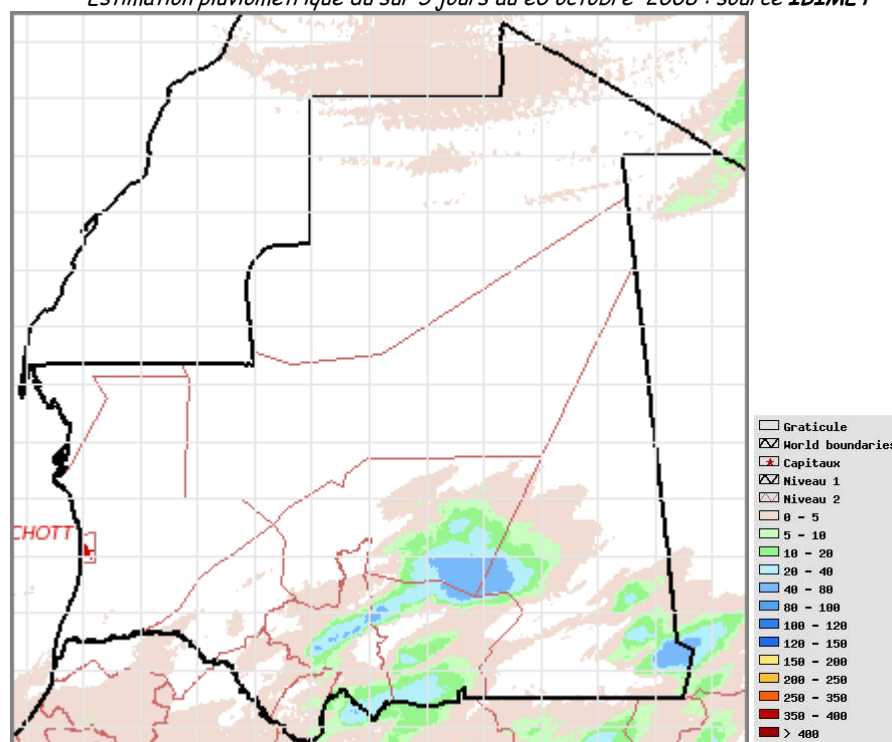 Estimation pluviométrique du sur 5 jours au 20 octobre 2008 : source IDIMET
CHOTT
Graticule
World boundaries
Capitaux
Niveau 1
Niveau 2
0 - 5
5 - 10
10 - 20
20 - 40
40 - 80
80 - 100
100 - 120
120 - 150
150 - 200
200 - 250
250 - 350
350 - 400
> 400